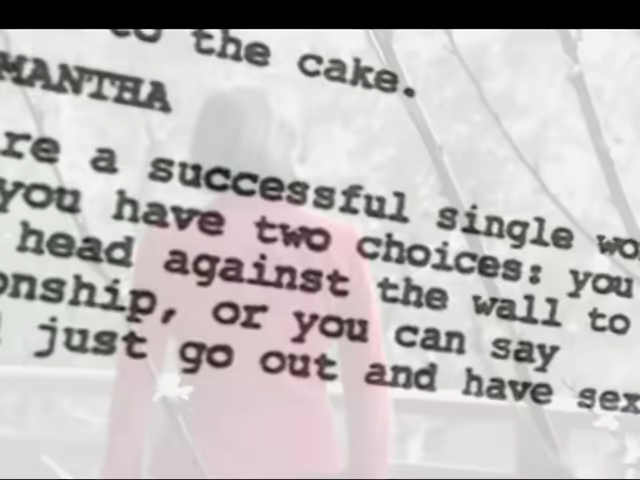 to the cake.
MANTHA
re a successful single wo
you have two choices: you
head against the wall to
onship, or you can say
just go out and have sex